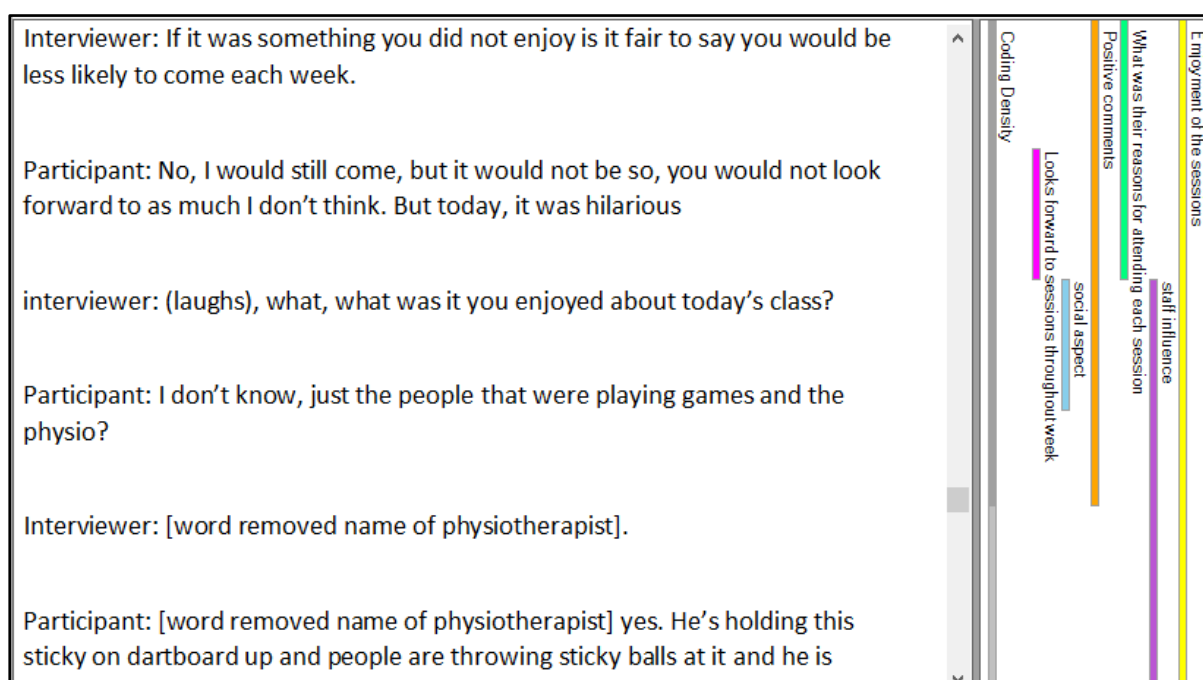 Interviewer: If it was something you did not enjoy is it fair to say you would be
less likely to come each week.
Participant: No, I would still come, but it would not be so, you would not look
forward to as much I don’t think. But today, it was hilarious
interviewer: (laughs), what, what was it you enjoyed about today’s class?
Participant: I don’t know, just the people that were playing games and the
physio?
Interviewer: [word removed name of physiotherapist].
Participant: [word removed name of physiotherapist] yes. He’s holding this
sticky on dartboard up and people are throwing sticky balls at it and he is
Coding Density
Looks forward to sessions throughout week
social aspect
Positive comments
What was their reasons for attending each session
staff influence
Enjoyment of the sessions